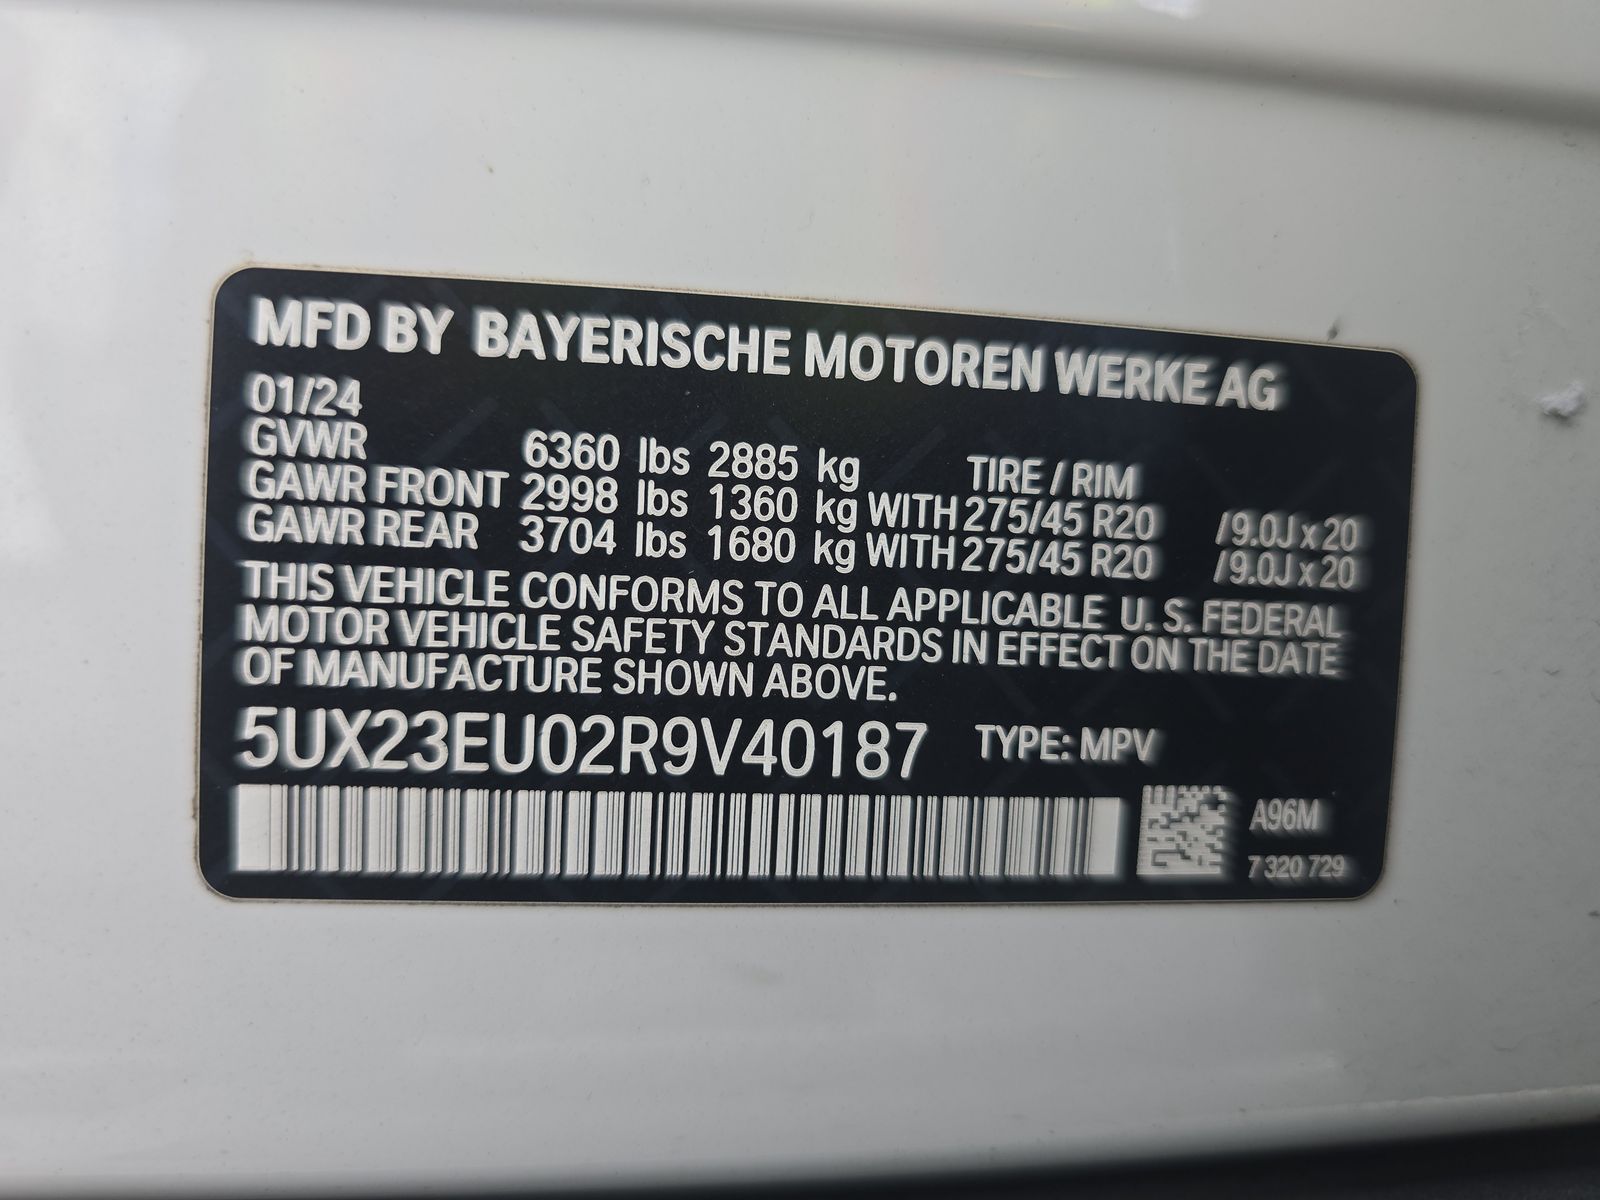 MFD BY BAYERISCHE MOTOREN WERKE AG
01/24
GVWR 6360 lbs 2885 kg TIRE / RIM
GAWR FRONT 2998 lbs 1360 kg WITH 275/45 R20 /9.0J x 20
GAWR REAR 3704 lbs 1680 kg WITH 275/45 R20 /9.0J x 20
THIS VEHICLE CONFORMS TO ALL APPLICABLE U. S. FEDERAL
MOTOR VEHICLE SAFETY STANDARDS IN EFFECT ON THE DATE
OF MANUFACTURE SHOWN ABOVE.
5UX23EU02R9V40187 TYPE: MPV
A96M
7 320 729